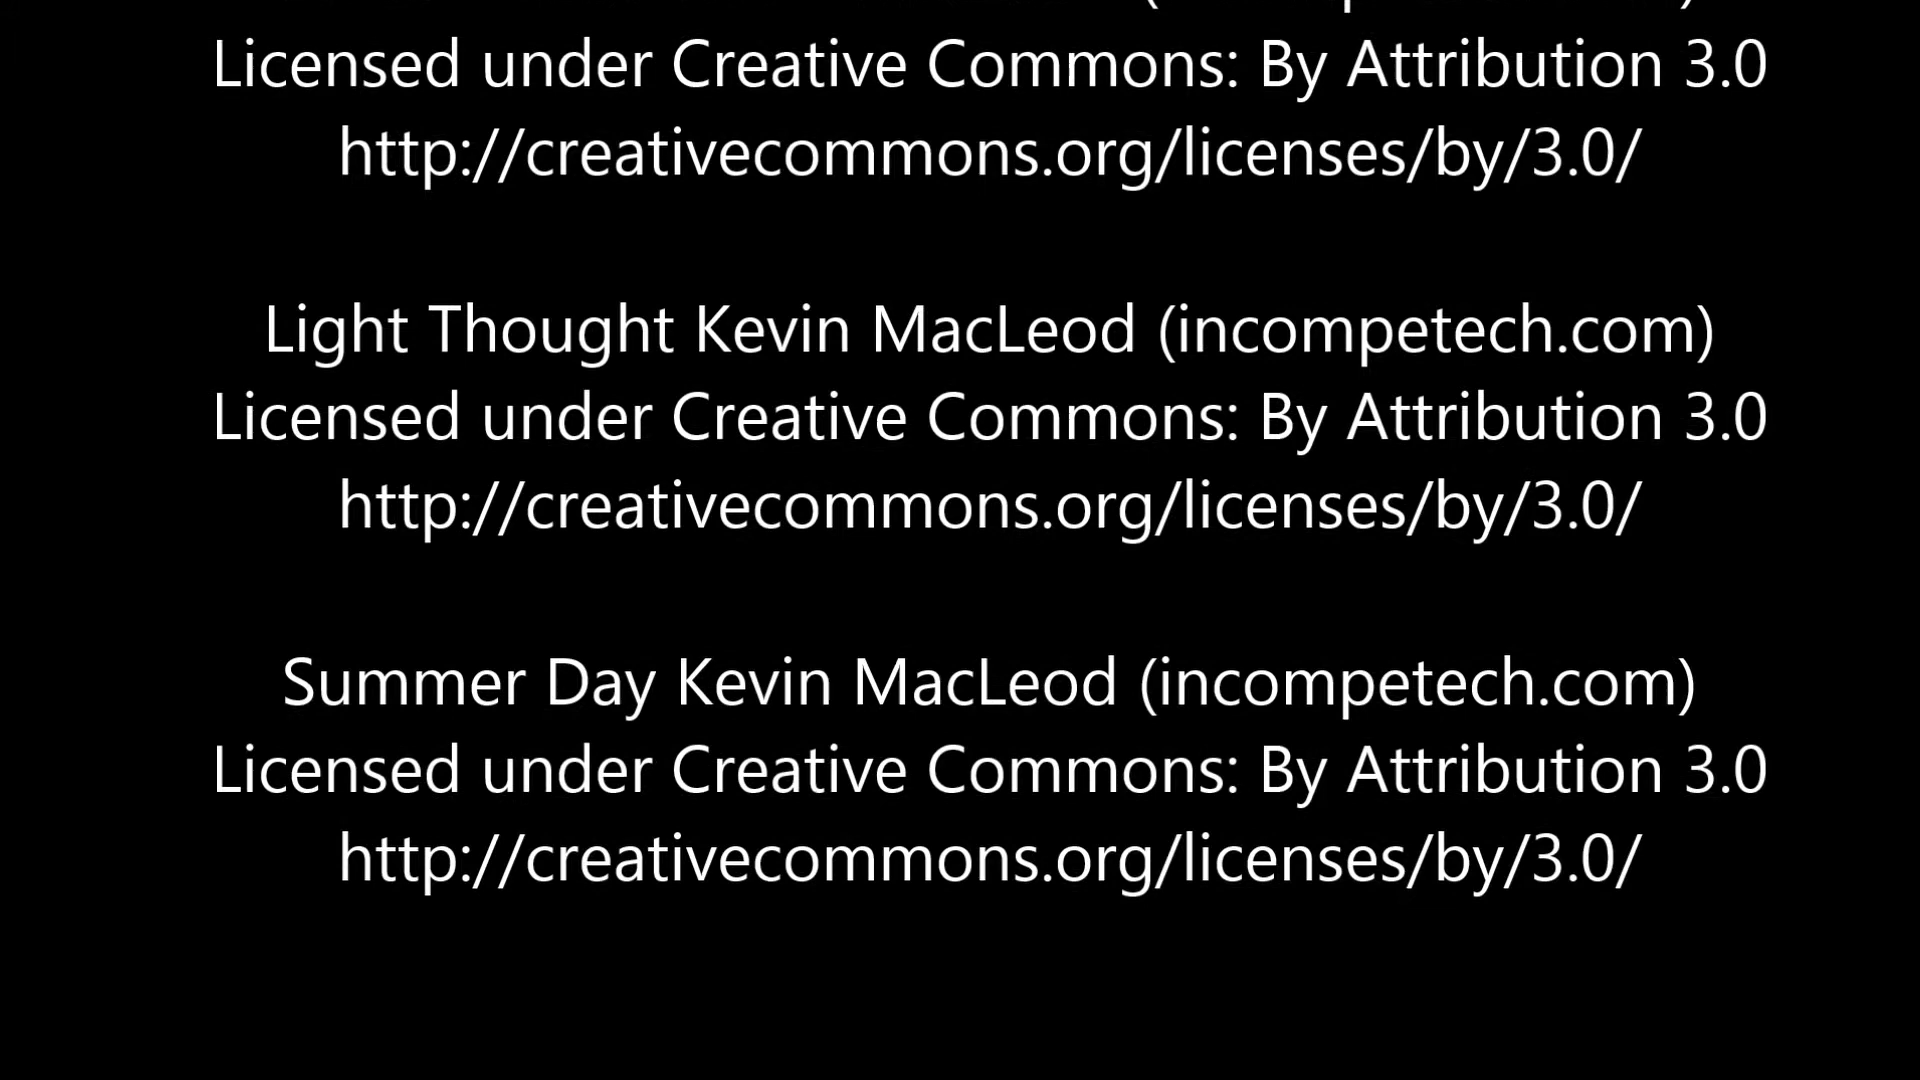 Licensed under Creative Commons: By Attribution 3.0
http://creativecommons.org/licenses/by/3.0/
Light Thought Kevin MacLeod (incompetech.com)
Licensed under Creative Commons: By Attribution 3.0
http://creativecommons.org/licenses/by/3.0/
Summer Day Kevin MacLeod (incompetech.com)
Licensed under Creative Commons: By Attribution 3.0
http://creativecommons.org/licenses/by/3.0/